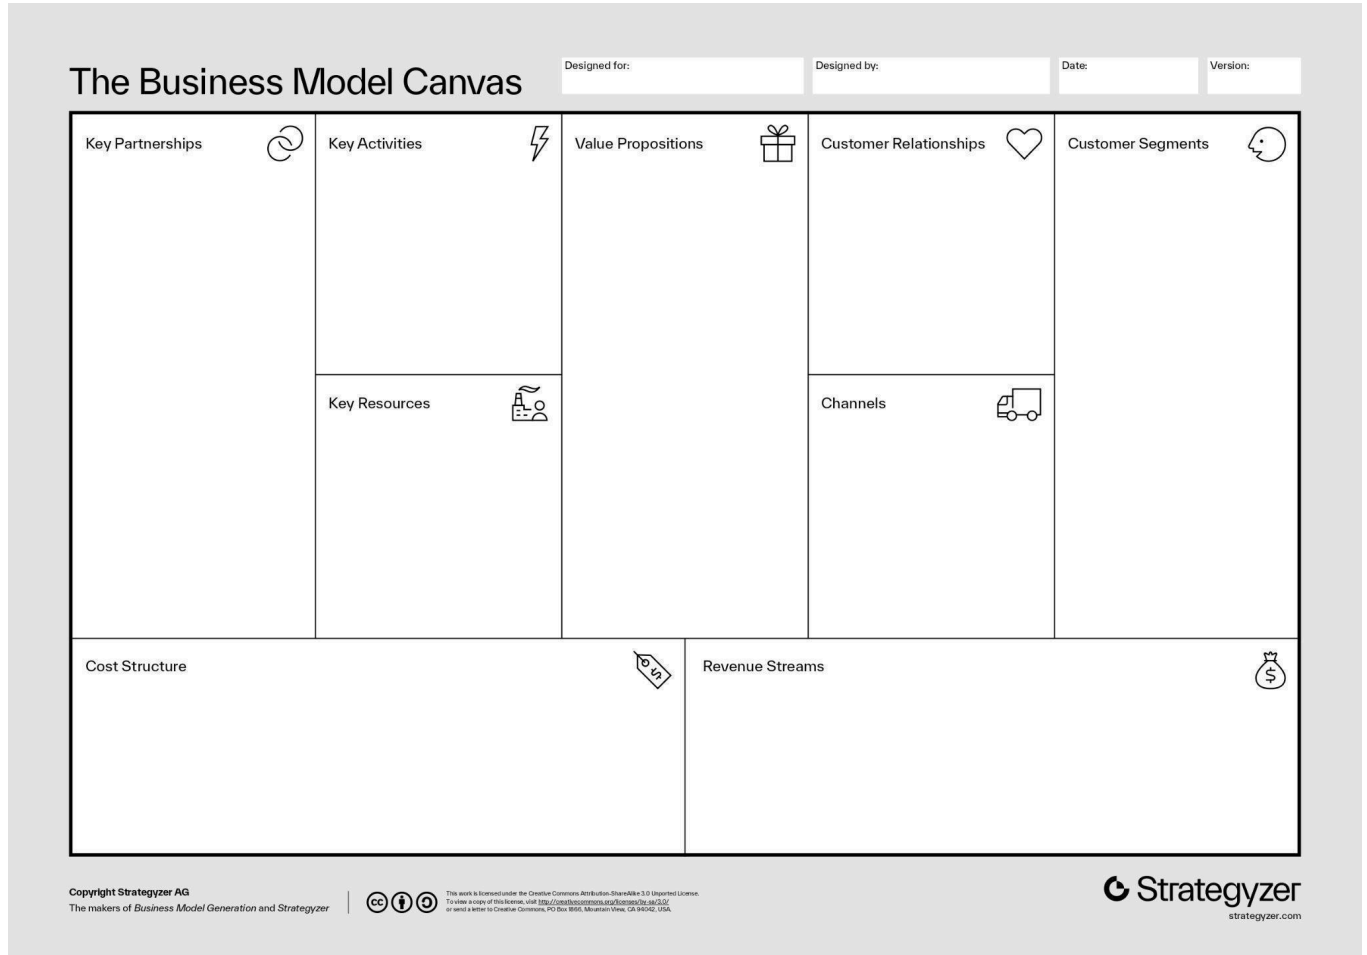 The Business Model Canvas
Designed for:
Designed by:
Date:
Version:
Key Partnerships
Key Activities
Value Propositions
Customer Relationships
Customer Segments
Key Resources
Channels
Cost Structure
$
Revenue Streams
$
Copyright Strategyzer AG
The makers of Business Model Generation and Strategyzer
cc
This work is licensed under the Creative Commons Attribution-ShareAlike 3.0 Unported License.
To view a copy of this license, visit http://creativecommons.org/licenses/by-sa/3.0/
or send a letter to Creative Commons, PO Box 1866, Mountain View, CA 94042, USA.
Strategyzer
strategyzer.com